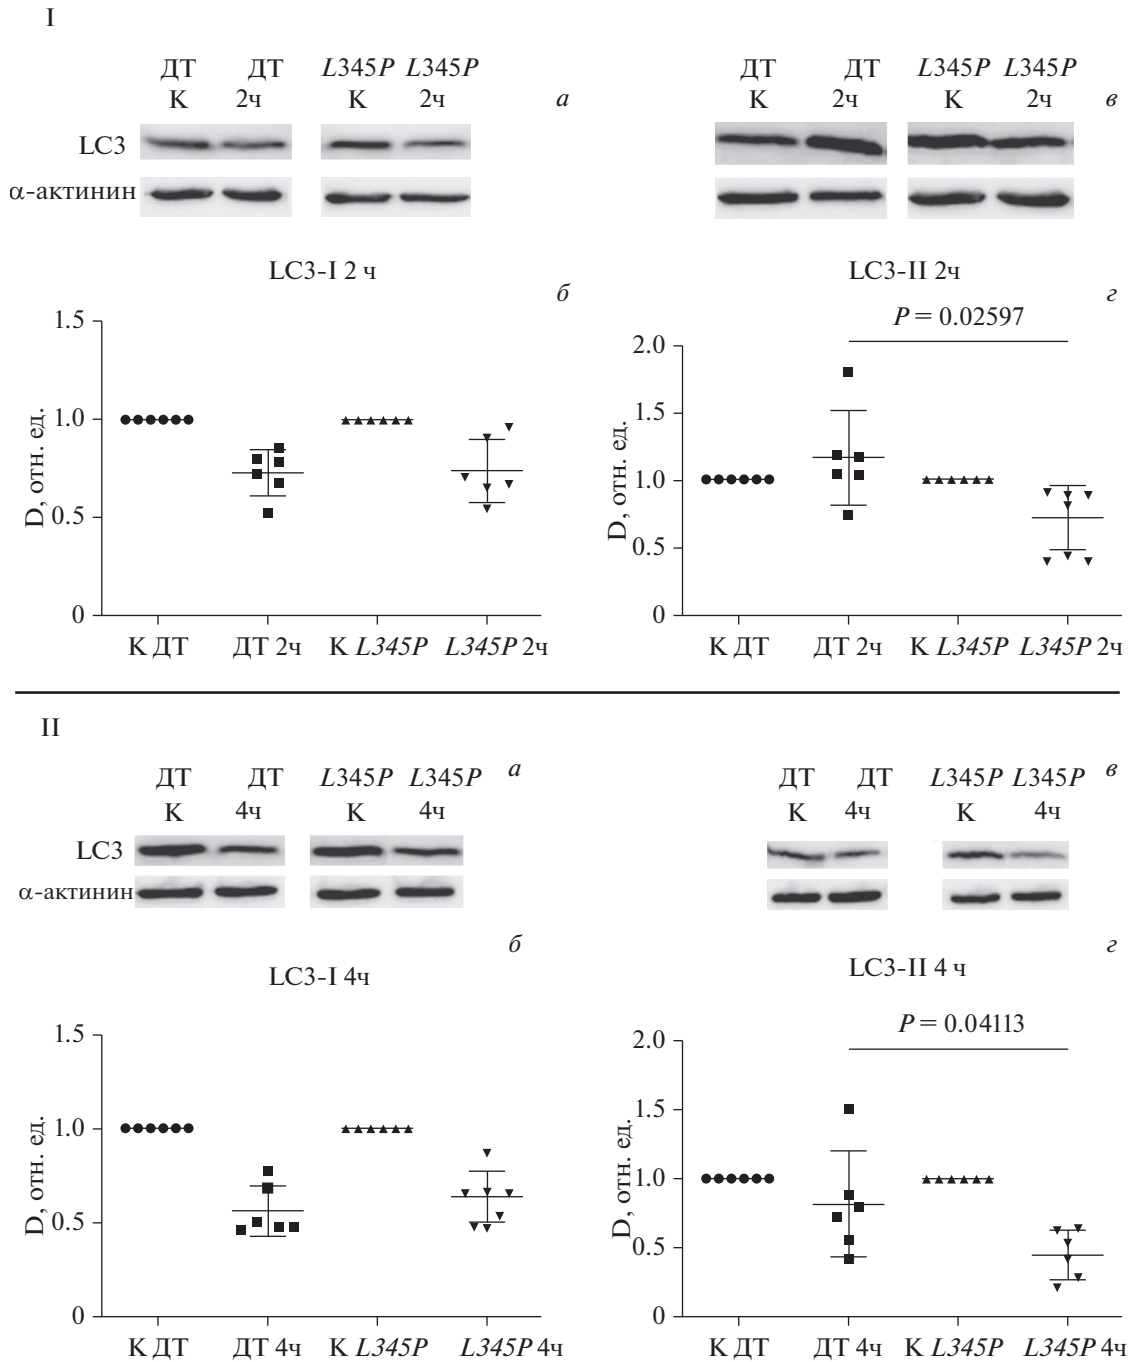 I
ДТ ДТ L345P L345P
К 2ч К 2ч а
LC3
α-актинин
ДТ ДТ L345P L345P
К 2ч К 2ч в
LC3-I 2 ч
б
1.5
1.0
0.5
0
D, отн. ед.
К ДТ ДТ 2ч К L345P L345P 2ч
LC3-II 2ч
г
P = 0.02597
2.0
1.5
1.0
0.5
0
D, отн. ед.
К ДТ ДТ 2ч К L345P L345P 2ч
II
ДТ ДТ L345P L345P а
К 4ч К 4ч
LC3
α-актинин
ДТ ДТ L345P L345P в
К 4ч К 4ч
б
LC3-I 4ч
1.5
1.0
0.5
0
D, отн. ед.
К ДТ ДТ 4ч К L345P L345P 4ч
г
LC3-II 4 ч
P = 0.04113
2.0
1.5
1.0
0.5
0
D, отн. ед.
К ДТ ДТ 4ч К L345P L345P 4ч